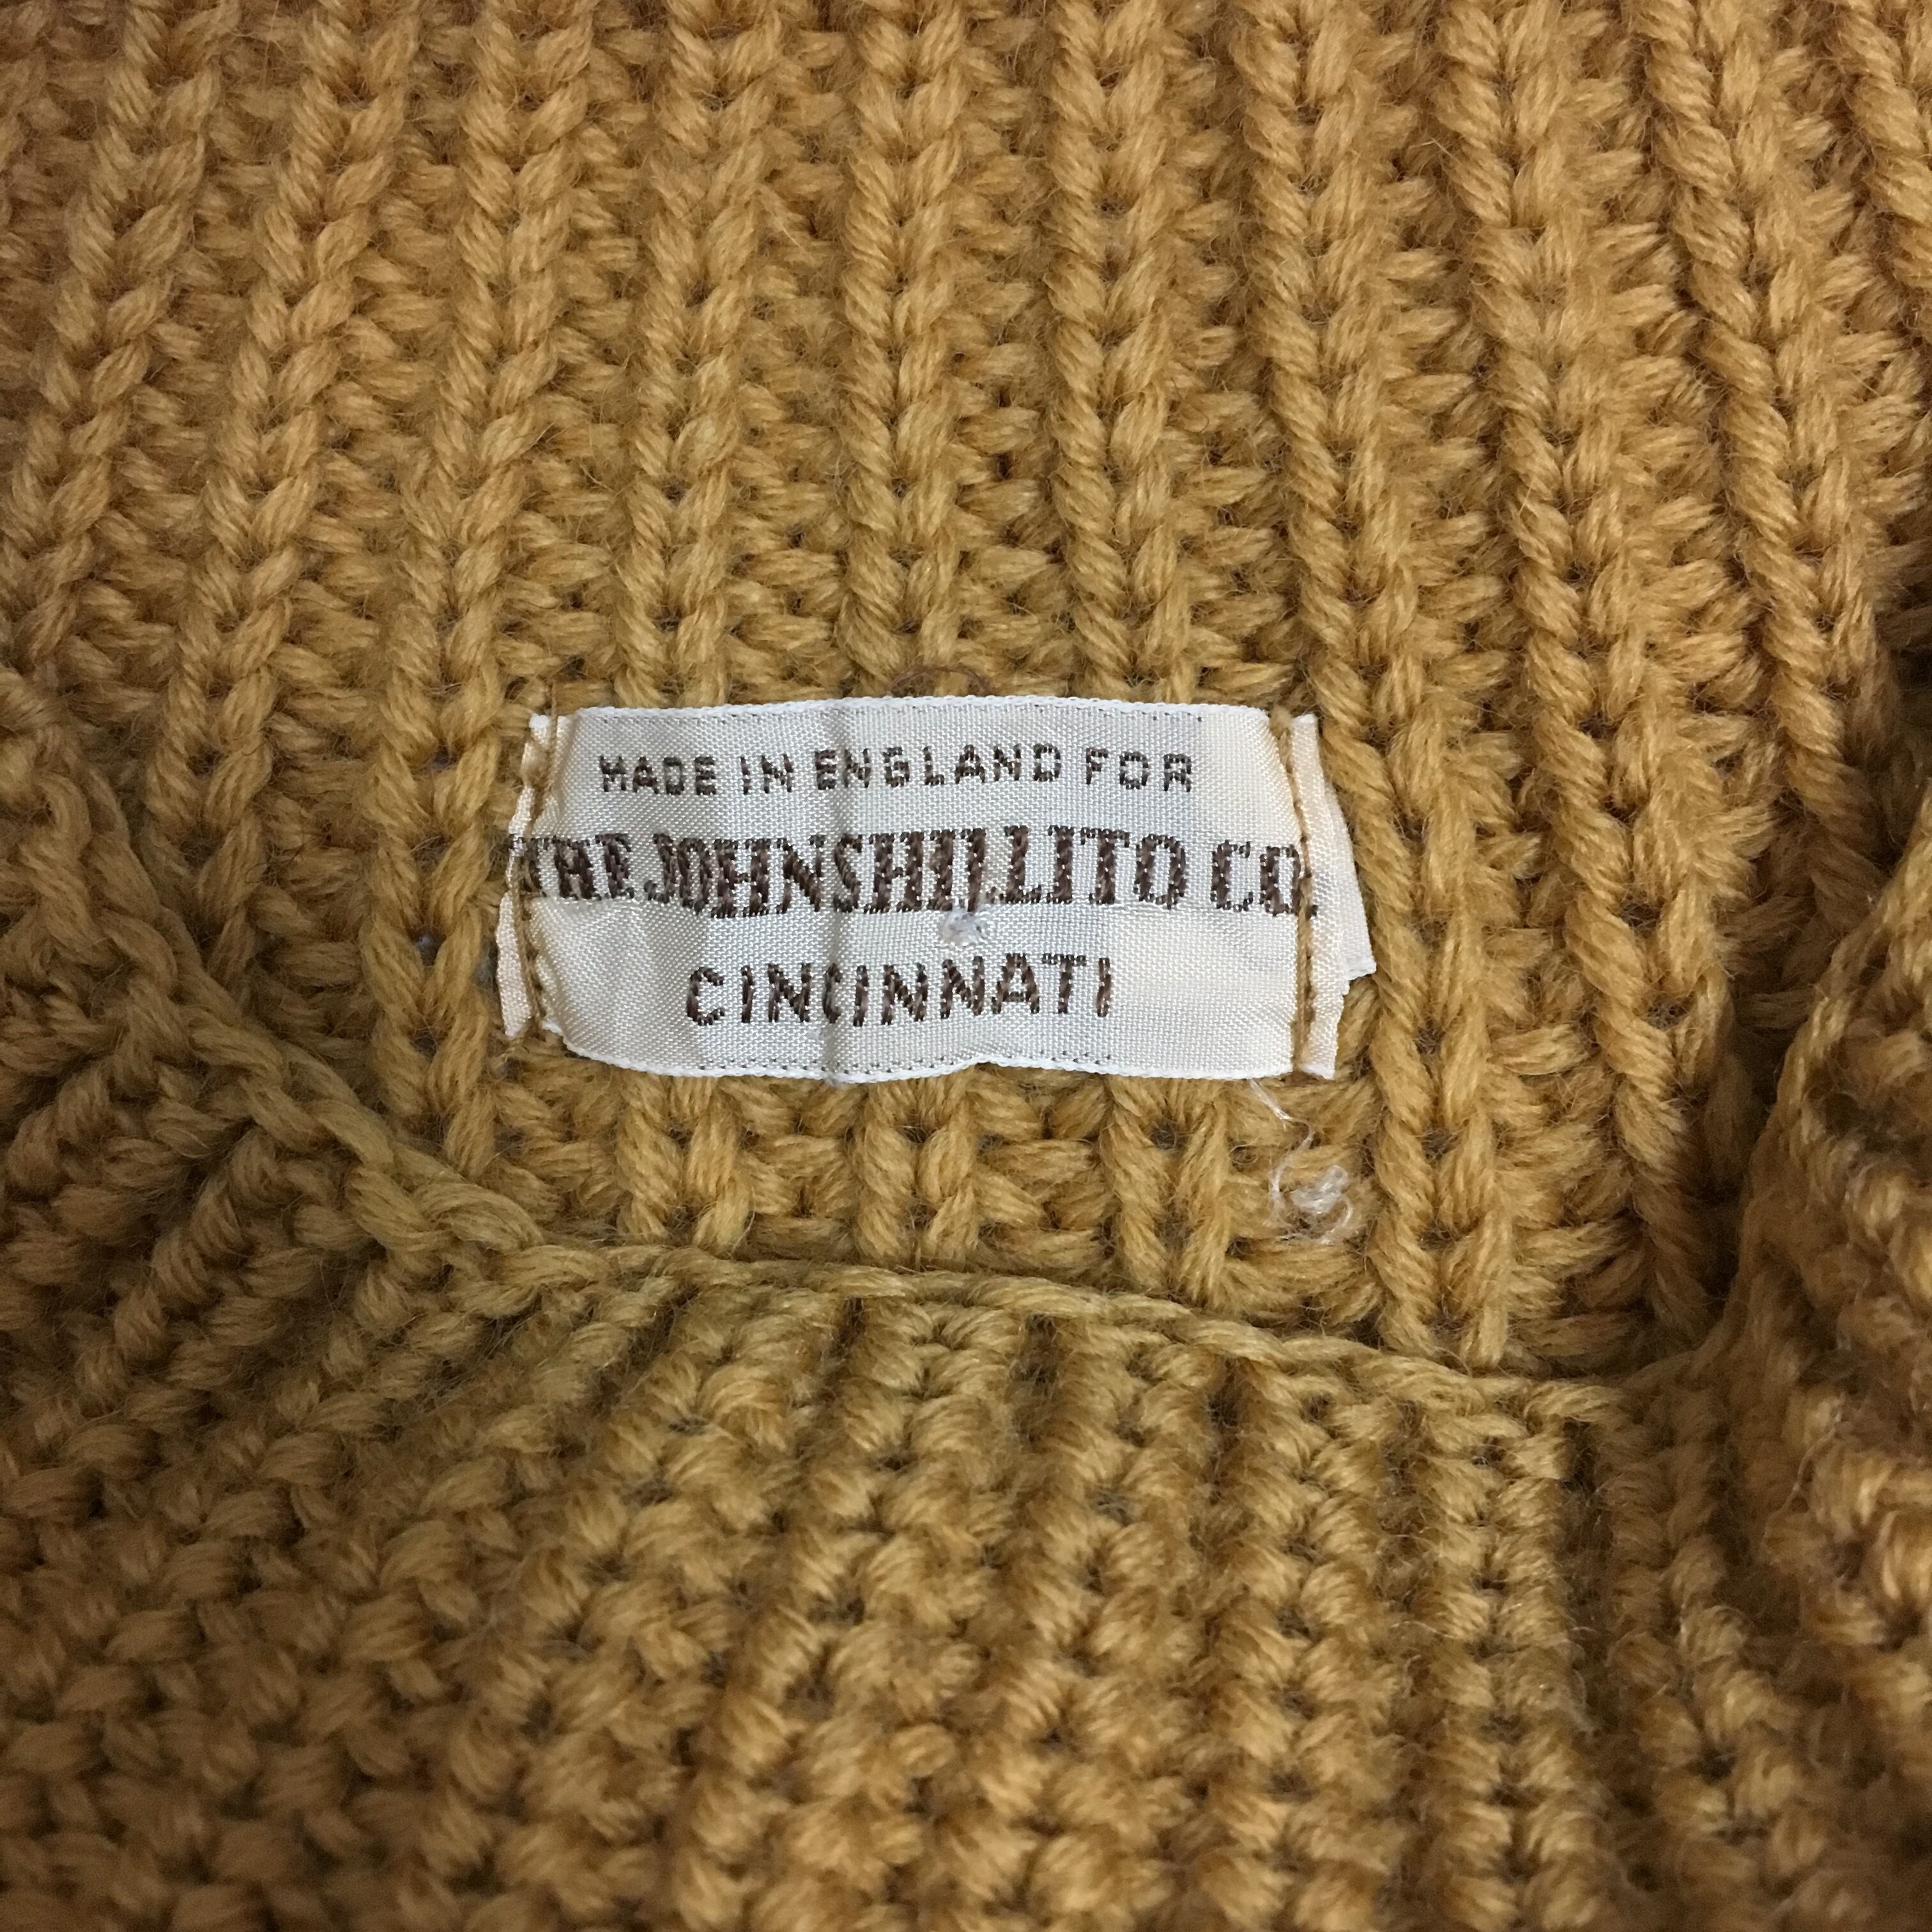 MADE IN ENGLAND FOR
THE JOHN SHILLITO CO.
CINCINNATI